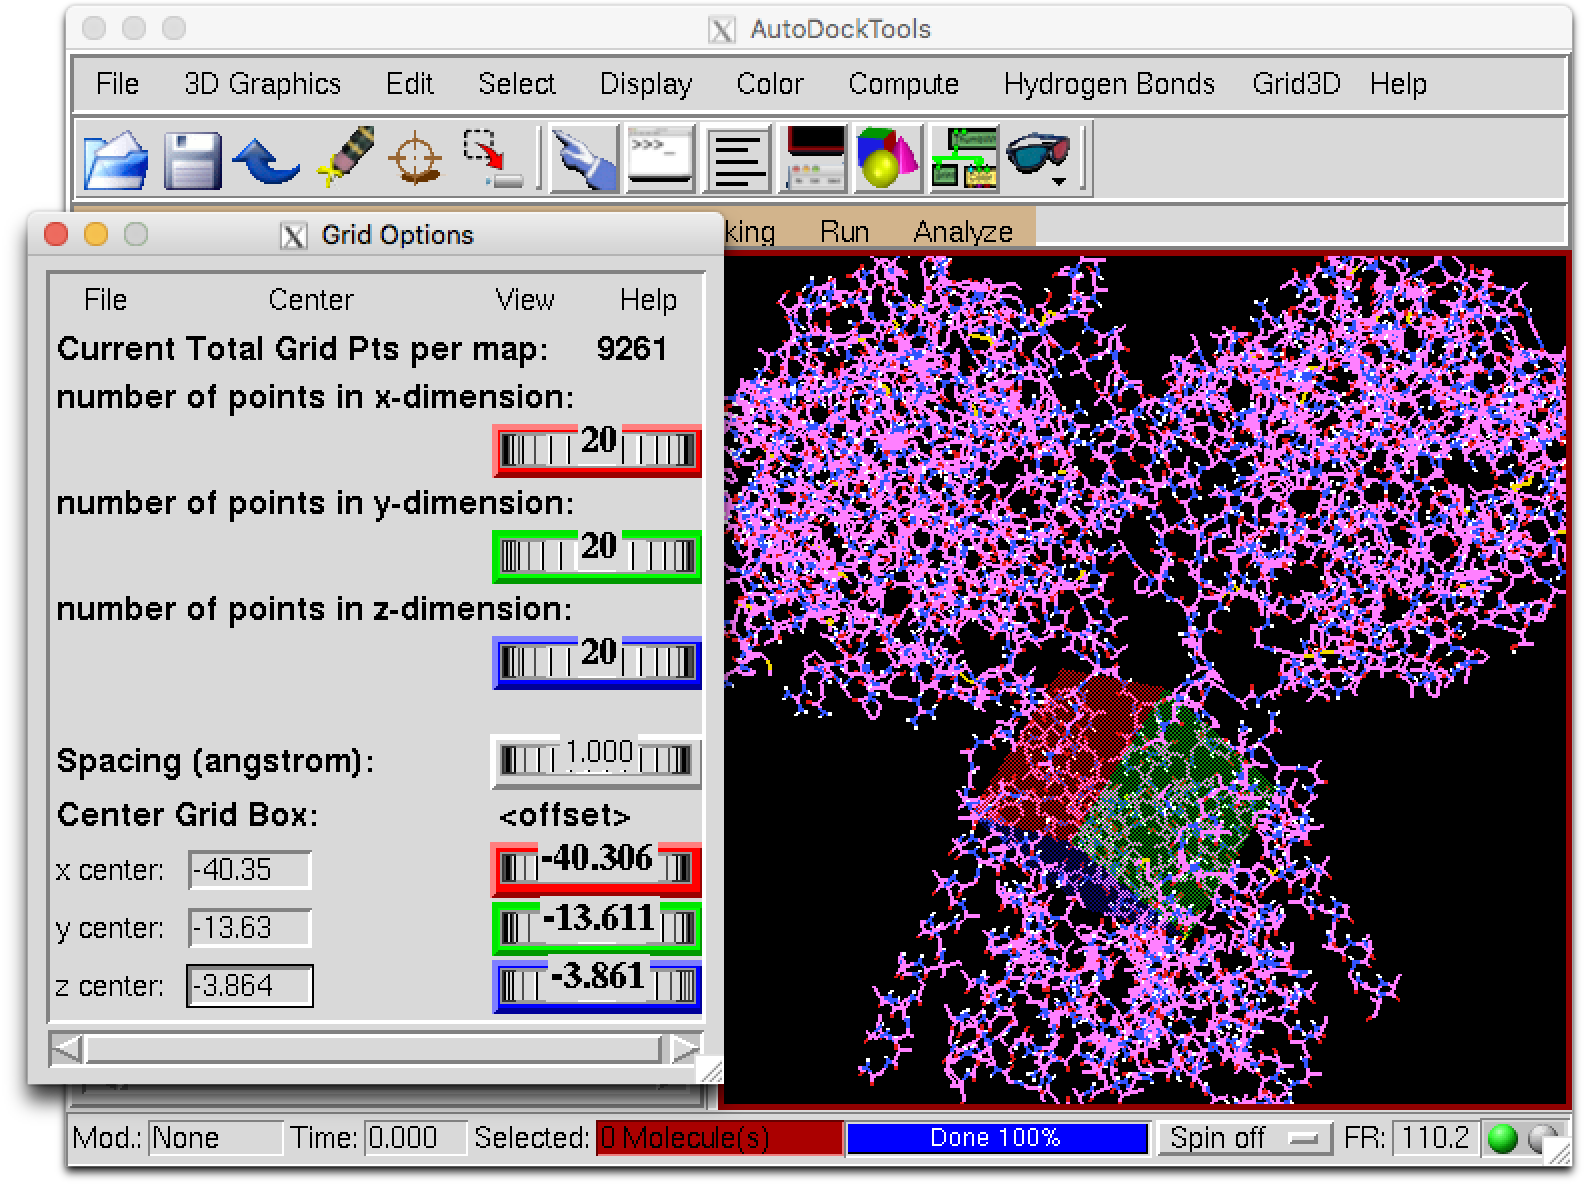 AutoDockTools
File 3D Graphics Edit Select Display Color Compute Hydrogen Bonds Grid3D Help
>>>_
king Run Analyze
Grid Options
File Center View Help
Current Total Grid Pts per map: 9261
number of points in x-dimension:
20
number of points in y-dimension:
20
number of points in z-dimension:
20
Spacing (angstrom): 1.000
Center Grid Box: <offset>
x center: -40.35 -40.306
y center: -13.63 -13.611
z center: -3.864 -3.861
Mod.: None Time: 0.000 Selected: 0 Molecule(s) Done 100% Spin off FR: 110.2